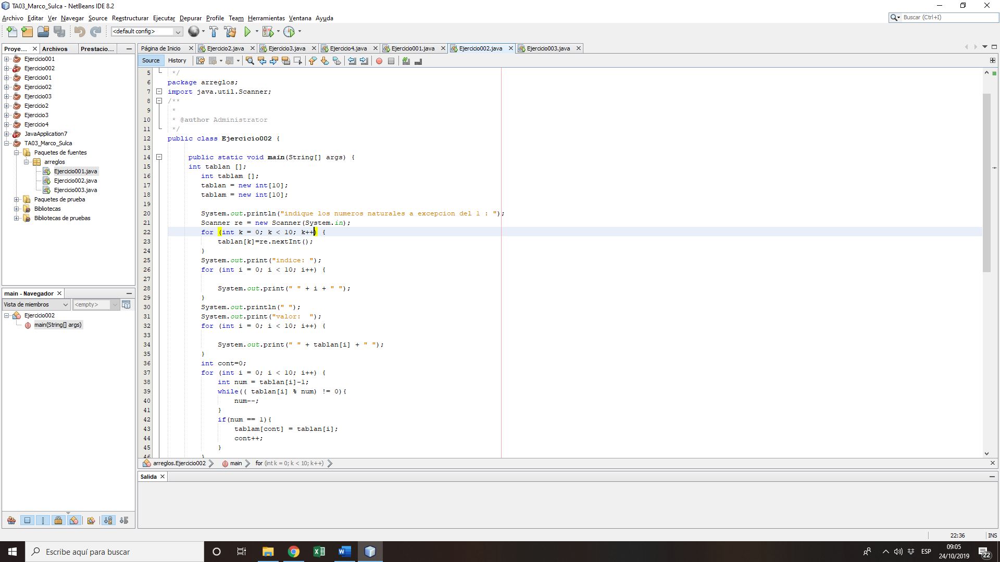 TA03_Marco_Sulca - NetBeans IDE 8.2
Archivo Editar Ver Navegar Source Reestructurar Ejecutar Depurar Profile Team Herramientas Ventana Ayuda
Buscar (Ctrl+I)
<default config>
Proye... Archivos Prestacio...
Página de Inicio Ejercicio2.java Ejercicio3.java Ejercicio4.java Ejercicio001.java Ejercicio002.java Ejercicio003.java
Source History
Ejercicio001
Ejercicio002
Ejercicio01
Ejercicio02
Ejercicio03
Ejercicio2
Ejercicio3
Ejercicio4
JavaApplication7
TA03_Marco_Sulca
Paquetes de fuentes
arreglos
Ejercicio001.java
Ejercicio002.java
Ejercicio003.java
Paquetes de prueba
Bibliotecas
Bibliotecas de pruebas
main - Navegador
Vista de miembros <empty>
Ejercicio002
main(String[] args)
5 */
6 package arreglos;
7 import java.util.Scanner;
8 /**
9 *
10 * @author Administrator
11 */
12 public class Ejercicio002 {
13
14 public static void main(String[] args) {
15 int tablan [];
16 int tablam [];
17 tablan = new int[10];
18 tablam = new int[10];
19
20 System.out.println("indique los numeros naturales a excepcion del 1 : ");
21 Scanner re = new Scanner(System.in);
22 for (int k = 0; k < 10; k++) {
23 tablan[k]=re.nextInt();
24 }
25 System.out.print("indice: ");
26 for (int i = 0; i < 10; i++) {
27
28 System.out.print(" " + i + " ");
29 }
30 System.out.println(" ");
31 System.out.print("valor:  ");
32 for (int i = 0; i < 10; i++) {
33
34 System.out.print(" " + tablan[i] + " ");
35 }
36 int cont=0;
37 for (int i = 0; i < 10; i++) {
38 int num = tablan[i]-1;
39 while(( tablan[i] % num) != 0){
40 num--;
41 }
42 if(num == 1){
43 tablam[cont] = tablan[i];
44 cont++;
45 }
46 }
arreglos.Ejercicio002 main for (int k = 0; k < 10; k++)
Salida
22:36 INS
Escribe aquí para buscar
ESP
09:05
24/10/2019
22